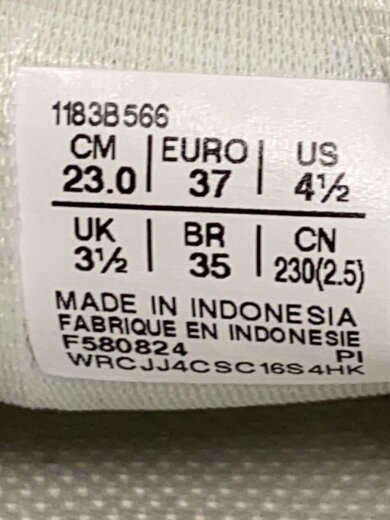 1183B566
CM | EURO | US
23.0 | 37 | 4½
UK | BR | CN
3½ | 35 | 230(2.5)
MADE IN INDONESIA
FABRIQUE EN INDONESIE
F580824 PI
WRCJJ4CSC16S4HK